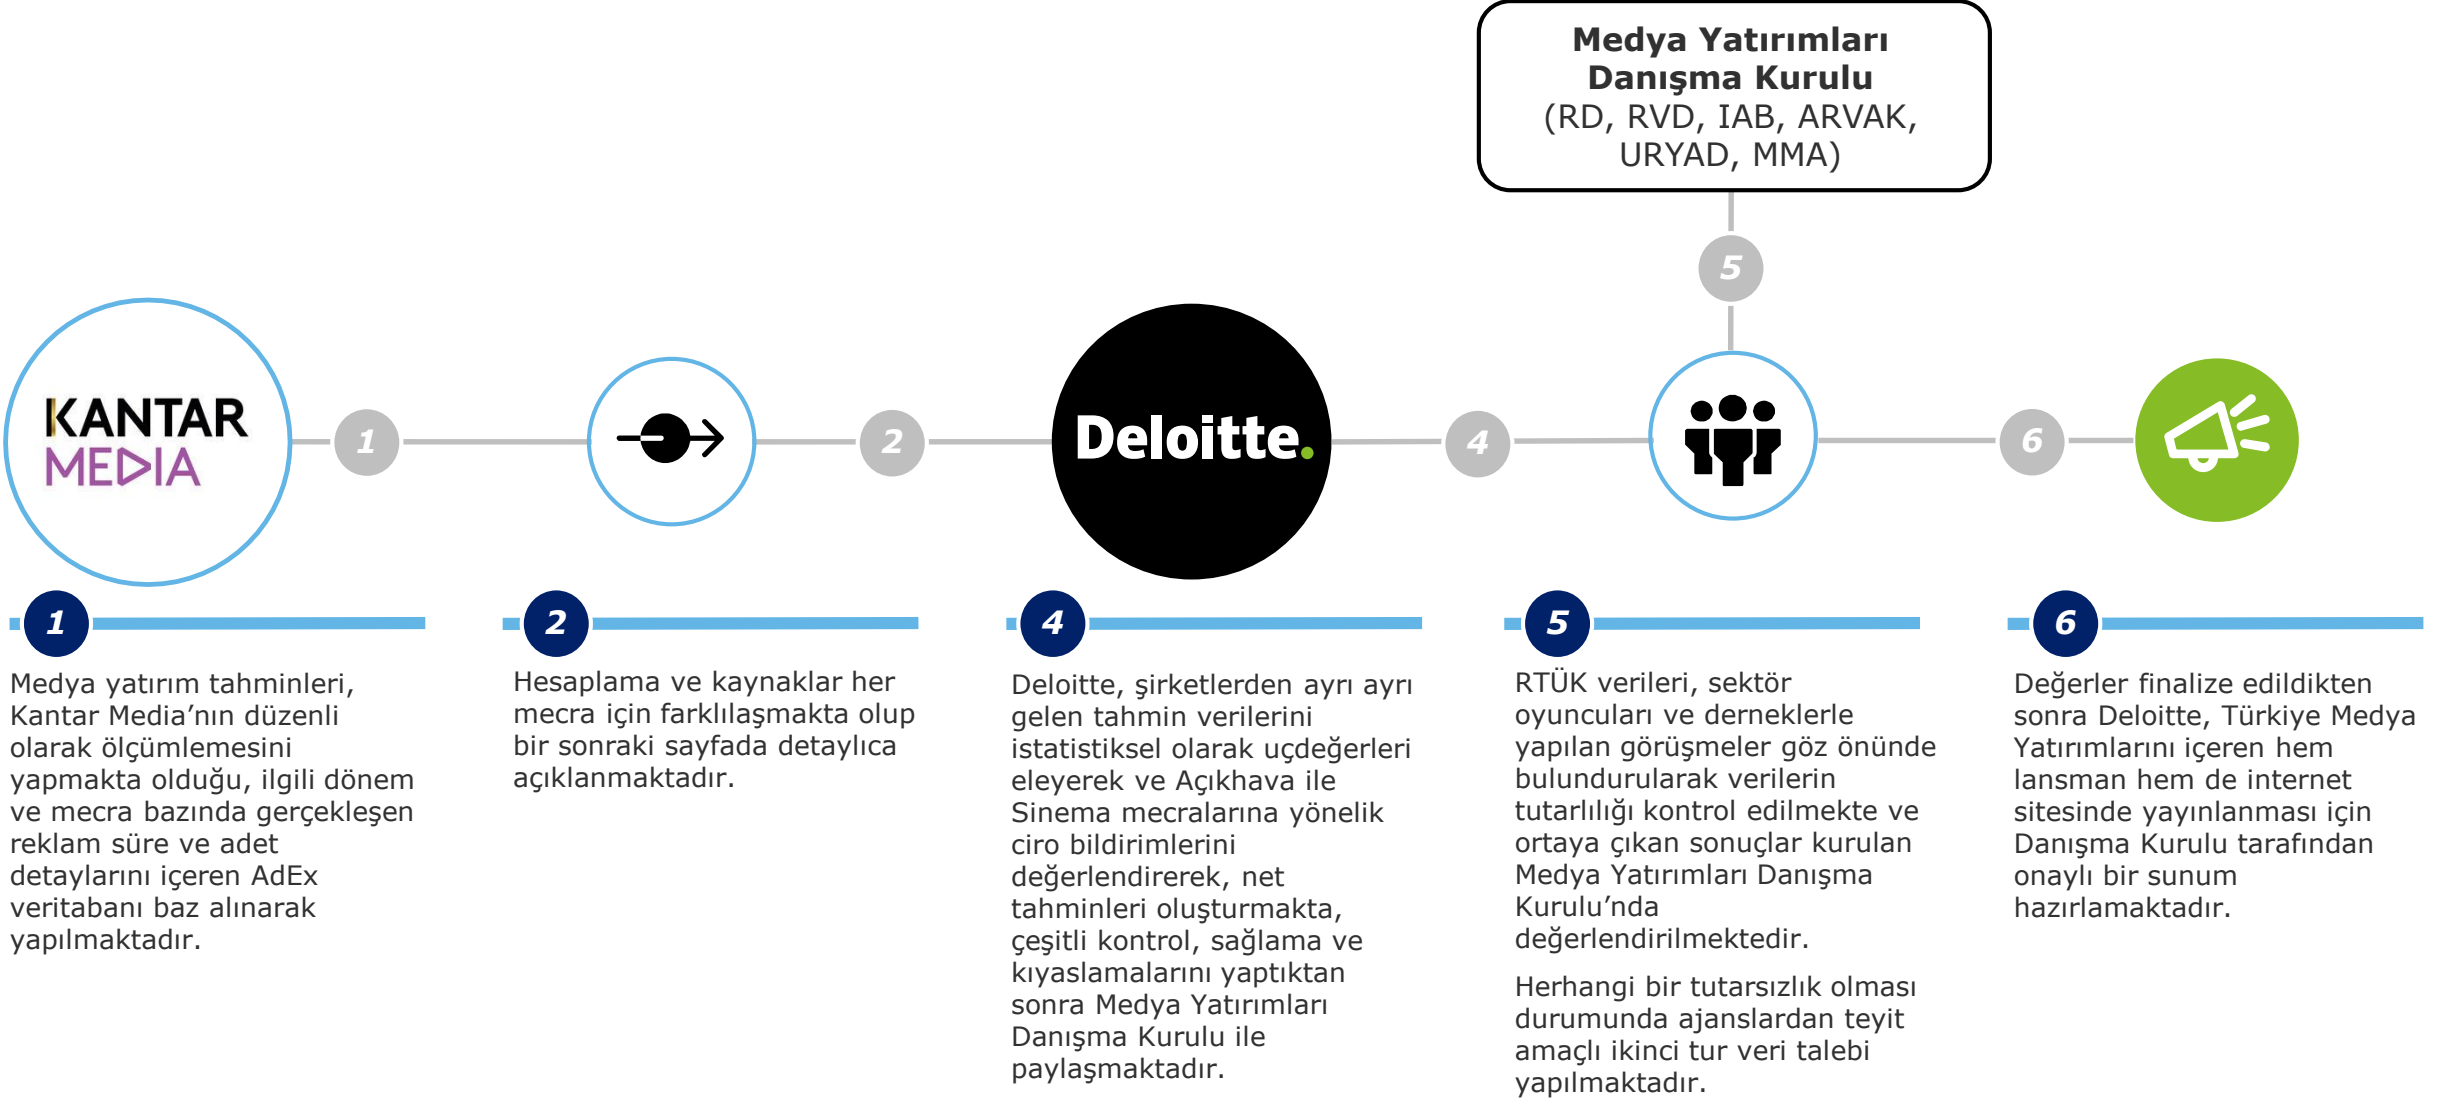 Medya Yatırımları
Danışma Kurulu
(RD, RVD, IAB, ARVAK,
URYAD, MMA)
5
KANTAR
MEDIA
1
2
Deloitte.
4
6
1
Medya yatırım tahminleri,
Kantar Media’nın düzenli
olarak ölçümlemesini
yapmakta olduğu, ilgili dönem
ve mecra bazında gerçekleşen
reklam süre ve adet
detaylarını içeren AdEx
veritabanı baz alınarak
yapılmaktadır.
2
Hesaplama ve kaynaklar her
mecra için farklılaşmakta olup
bir sonraki sayfada detaylıca
açıklanmaktadır.
4
Deloitte, şirketlerden ayrı ayrı
gelen tahmin verilerini
istatistiksel olarak uçdeğerleri
eleyerek ve Açıkhava ile
Sinema mecralarına yönelik
ciro bildirimlerini
değerlendirerek, net
tahminleri oluşturmakta,
çeşitli kontrol, sağlama ve
kıyaslamalarını yaptıktan
sonra Medya Yatırımları
Danışma Kurulu ile
paylaşmaktadır.
5
RTÜK verileri, sektör
oyuncuları ve derneklerle
yapılan görüşmeler göz önünde
bulundurularak verilerin
tutarlılığı kontrol edilmekte ve
ortaya çıkan sonuçlar kurulan
Medya Yatırımları Danışma
Kurulu’nda
değerlendirilmektedir.
Herhangi bir tutarsızlık olması
durumunda ajanslardan teyit
amaçlı ikinci tur veri talebi
yapılmaktadır.
6
Değerler finalize edildikten
sonra Deloitte, Türkiye Medya
Yatırımlarını içeren hem
lansman hem de internet
sitesinde yayınlanması için
Danışma Kurulu tarafından
onaylı bir sunum
hazırlamaktadır.